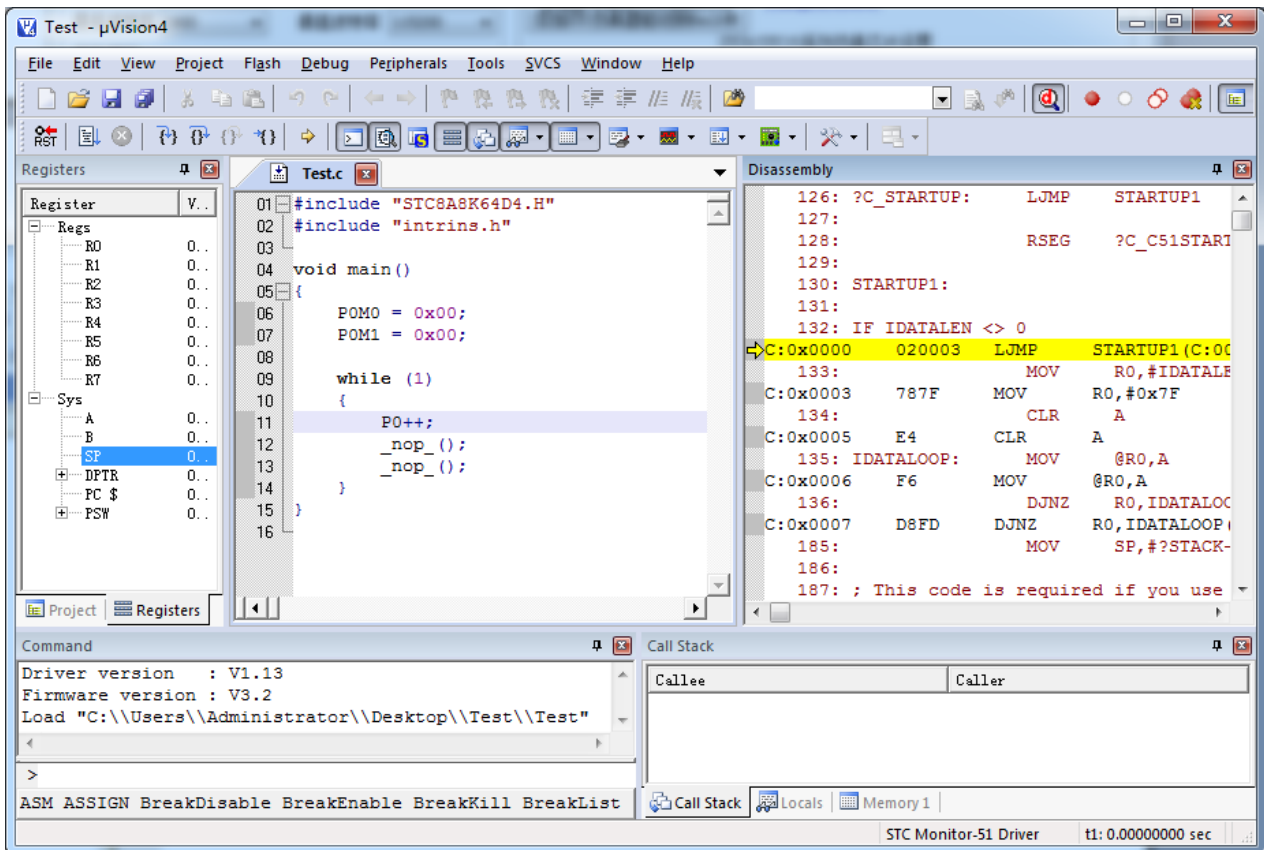 Test - µVision4
File Edit View Project Flash Debug Peripherals Tools SVCS Window Help
RST
Registers
Register V..
Regs
R0 0..
R1 0..
R2 0..
R3 0..
R4 0..
R5 0..
R6 0..
R7 0..
Sys
A 0..
B 0..
SP 0..
DPTR 0..
PC $ 0..
PSW 0..
Project Registers
Test.c
01 #include "STC8A8K64D4.H"
02 #include "intrins.h"
03
04 void main()
05 {
06 P0M0 = 0x00;
07 P0M1 = 0x00;
08
09 while (1)
10 {
11 P0++;
12 _nop_();
13 _nop_();
14 }
15 }
16
Disassembly
126: ?C_STARTUP: LJMP STARTUP1
127:
128: RSEG ?C_C51START
129:
130: STARTUP1:
131:
132: IF IDATALEN <> 0
C:0x0000 020003 LJMP STARTUP1(C:00
133: MOV R0,#IDATALE
C:0x0003 787F MOV R0,#0x7F
134: CLR A
C:0x0005 E4 CLR A
135: IDATALOOP: MOV @R0,A
C:0x0006 F6 MOV @R0,A
136: DJNZ R0,IDATALOO
C:0x0007 D8FD DJNZ R0,IDATALOOP(
185: MOV SP,#?STACK-
186:
187: ; This code is required if you use
Command
Driver version : V1.13
Firmware version : V3.2
Load "C:\\Users\\Administrator\\Desktop\\Test\\Test"
>
ASM ASSIGN BreakDisable BreakEnable BreakKill BreakList
Call Stack
Callee Caller
Call Stack Locals Memory 1
STC Monitor-51 Driver t1: 0.00000000 sec